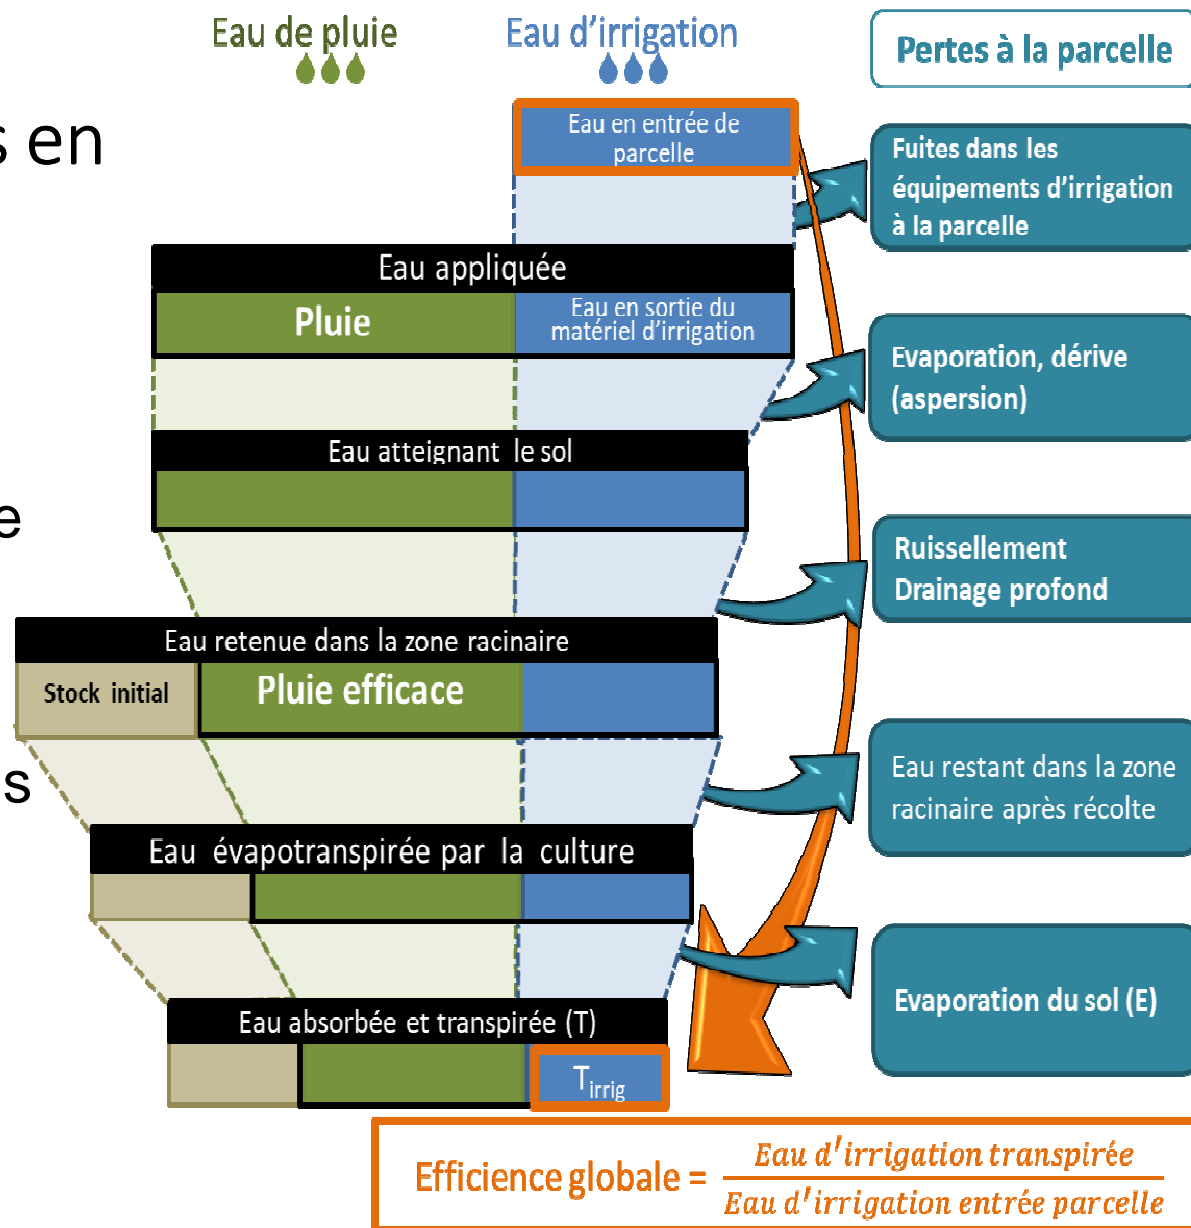 Eau de pluie
Eau d'irrigation
Pertes à la parcelle
s en
Eau en entrée de
parcelle
Fuites dans les
équipements d'irrigation
à la parcelle
Eau appliquée
Pluie
Eau en sortie du
matériel d'irrigation
Evaporation, dérive
(aspersion)
Eau atteignant le sol
e
Ruissellement
Drainage profond
Eau retenue dans la zone racinaire
Stock initial
Pluie efficace
s
Eau restant dans la zone
racinaire après récolte
Eau évapotranspirée par la culture
Evaporation du sol (E)
Eau absorbée et transpirée (T)
Tirrig
Efficience globale = Eau d'irrigation transpirée
Eau d'irrigation entrée parcelle